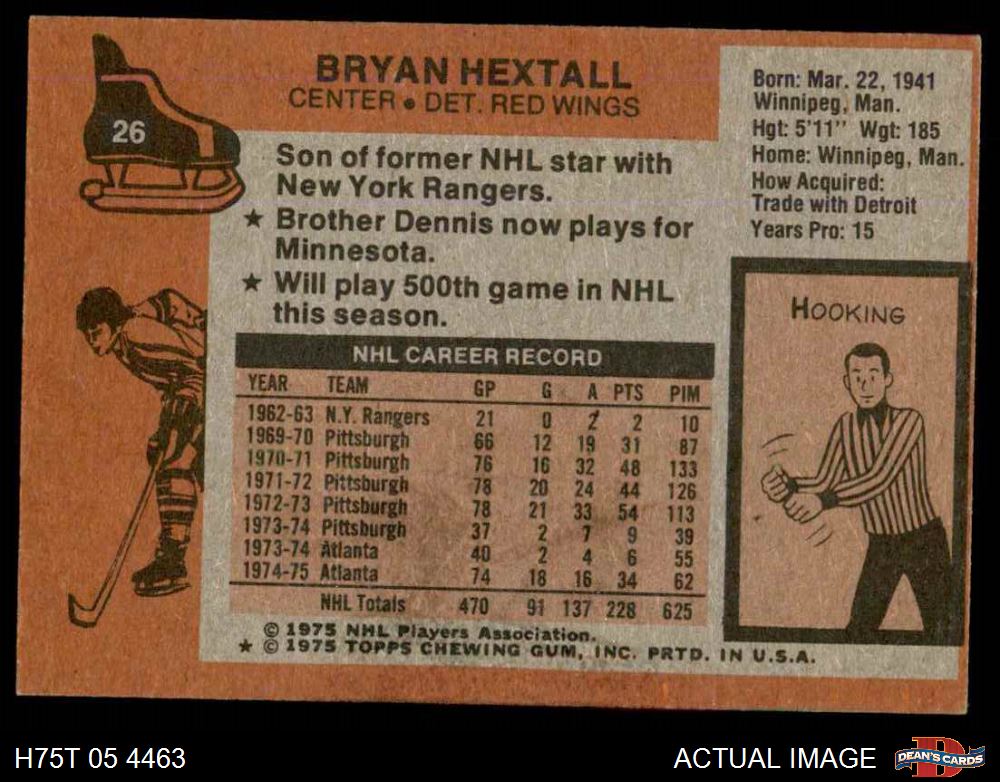 26
BRYAN HEXTALL
CENTER • DET. RED WINGS
Son of former NHL star with
New York Rangers.
★ Brother Dennis now plays for
Minnesota.
★ Will play 500th game in NHL
this season.
Born: Mar. 22, 1941
Winnipeg, Man.
Hgt: 5'11" Wgt: 185
Home: Winnipeg, Man.
How Acquired:
Trade with Detroit
Years Pro: 15
HOOKING
NHL CAREER RECORD
YEAR TEAM GP G A PTS PIM
1962-63 N.Y. Rangers 21 0 2 2 10
1969-70 Pittsburgh 66 12 19 31 87
1970-71 Pittsburgh 76 16 32 48 133
1971-72 Pittsburgh 78 20 24 44 126
1972-73 Pittsburgh 78 21 33 54 113
1973-74 Pittsburgh 37 2 7 9 39
1973-74 Atlanta 40 2 4 6 55
1974-75 Atlanta 74 18 16 34 62
NHL Totals 470 91 137 228 625
© 1975 NHL Players Association.
★ © 1975 TOPPS CHEWING GUM, INC. PRTD. IN U.S.A.
H75T 05 4463
ACTUAL IMAGE
D
DEAN'S CARDS